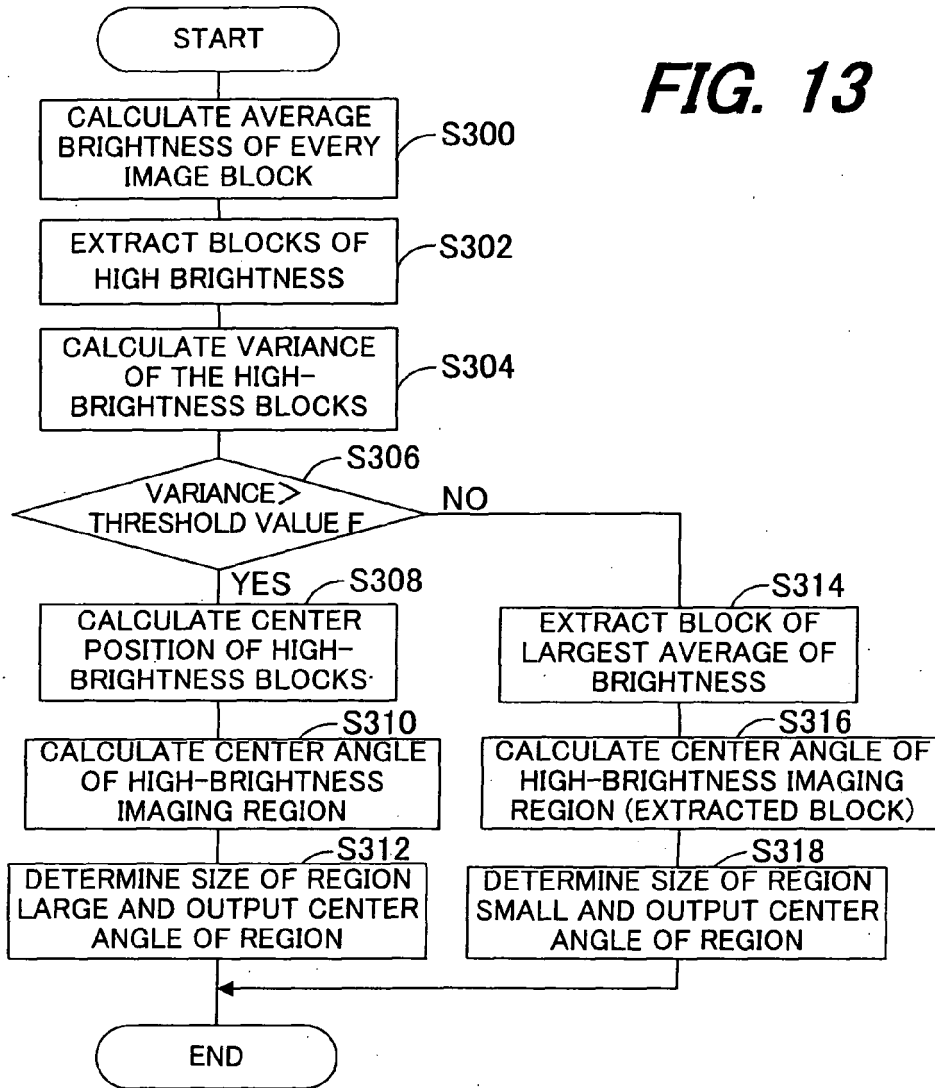 START
FIG. 13
CALCULATE AVERAGE
BRIGHTNESS OF EVERY
IMAGE BLOCK
S300
EXTRACT BLOCKS OF
HIGH BRIGHTNESS
S302
CALCULATE VARIANCE
OF THE HIGH-
BRIGHTNESS BLOCKS
S304
S306
VARIANCE>
THRESHOLD VALUE F
NO
YES
S308
CALCULATE CENTER
POSITION OF HIGH-
BRIGHTNESS BLOCKS
S310
CALCULATE CENTER ANGLE
OF HIGH-BRIGHTNESS
IMAGING REGION
S312
DETERMINE SIZE OF REGION
LARGE AND OUTPUT CENTER
ANGLE OF REGION
S314
EXTRACT BLOCK OF
LARGEST AVERAGE OF
BRIGHTNESS
S316
CALCULATE CENTER ANGLE OF
HIGH-BRIGHTNESS IMAGING
REGION (EXTRACTED BLOCK)
S318
DETERMINE SIZE OF REGION
SMALL AND OUTPUT CENTER
ANGLE OF REGION
END